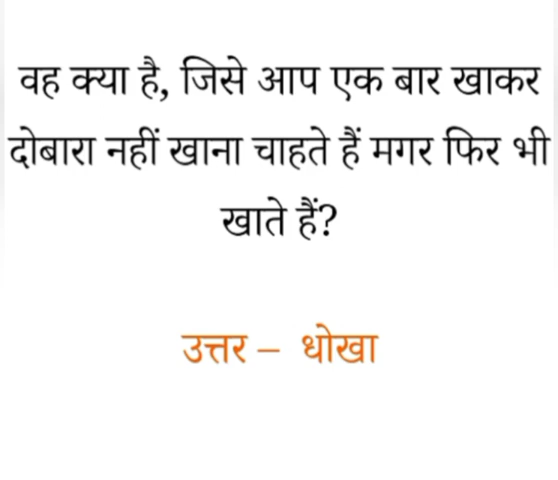 वह क्या है, जिसे आप एक बार खाकर
दोबारा नहीं खाना चाहते हैं मगर फिर भी
खाते हैं?
उत्तर – धोखा